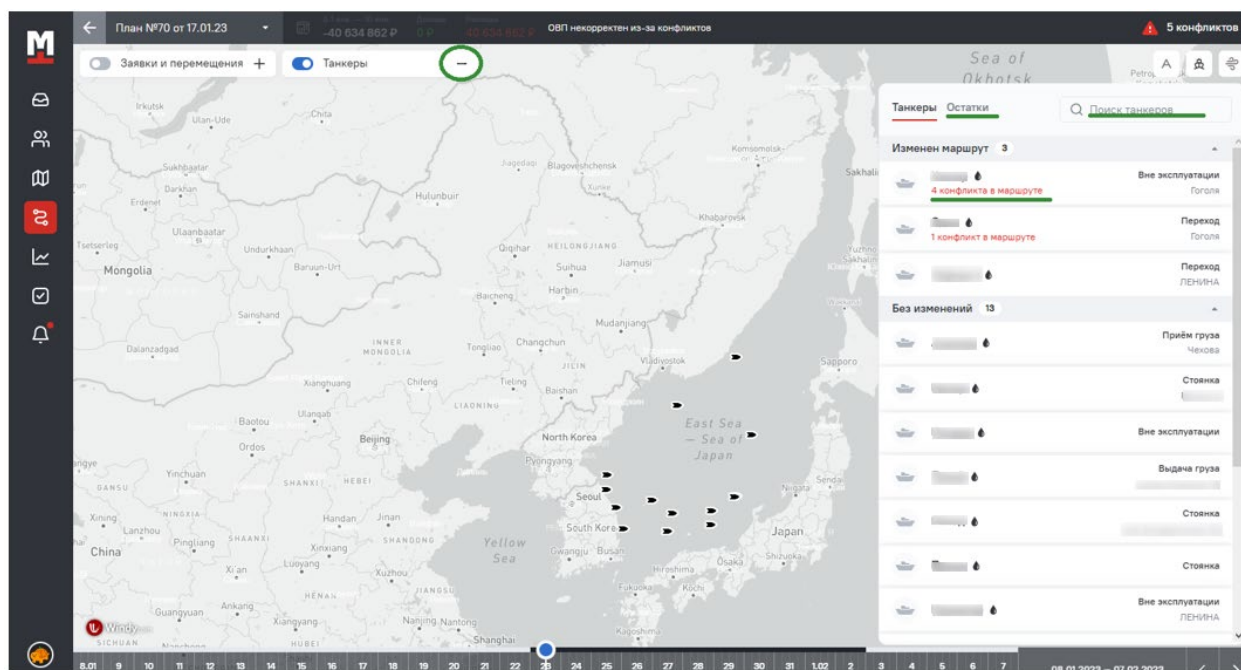 План №70 от 17.01.23
-40 634 862 ₽
0 ₽
40 634 862 ₽
ОВП некорректен из-за конфликтов
5 конфликтов
Заявки и перемещения
Танкеры
Танкеры Остатки
Поиск танкеров
Изменен маршрут 3
4 конфликта в маршруте
Вне эксплуатации
Гоголя
1 конфликт в маршруте
Переход
Гоголя
Переход
ЛЕНИНА
Без изменений 13
Приём груза
Чехова
Стоянка
Вне эксплуатации
Выдача груза
Стоянка
Стоянка
Вне эксплуатации
ЛЕНИНА
Sea of
Okhotsk
Irkutsk
Ulan-Ude
Chita
Sukhbaatar
Darkhan
Erdenet
Ulaanbaatar
Tsetserleg
Undurkhaan
Mongolia
Baruun-Urt
Sainshand
Dalanzadgad
Hulunbuir
Blagoveshchensk
Xunke
Komsomolsk-
Khabarovsk
Qiqihar
HEILONGJIANG
Suihua
Jiamusi
Baicheng
Harbin
Mudanjiang
INNER
MONGOLIA
Tongliao
Changchun
JILIN
Vladivostok
Sapporo
Xianghuang
Chifeng
Tieling
Baishan
LIAONING
Ulanqab
Baotou
Beijing
Ordos
North Korea
Pyongyang
East Sea
— Sea of
Japan
Yinchuan
GANSU
SHANXI
HEBEI
Seoul
Niigata
Sendai
NINGXIA
Xining
Lanzhou
Handan
Jinan
SHANDONG
South Korea
Japan
Pingliang
SHAANXI
China
Xinxiang
Yellow
Sea
Gwangju
Busan
Hiroshima
Osaka
Shizuoka
Xi'an
Luoyang
Xuzhou
HENAN
JIANGSU
Fukuoka
Kochi
Guangyuan
Ankang
Xiangyang
Nanjing
Nantong
Kagoshima
Windy
SICHUAN
Nanchong
HUBEI
Shanghai
8.01 9 10 11 12 13 14 15 16 17 18 19 20 21 22 23 24 25 26 27 28 29 30 31 1.02 2 3 4 5 6 7
08.01.2023 — 07.02.2023